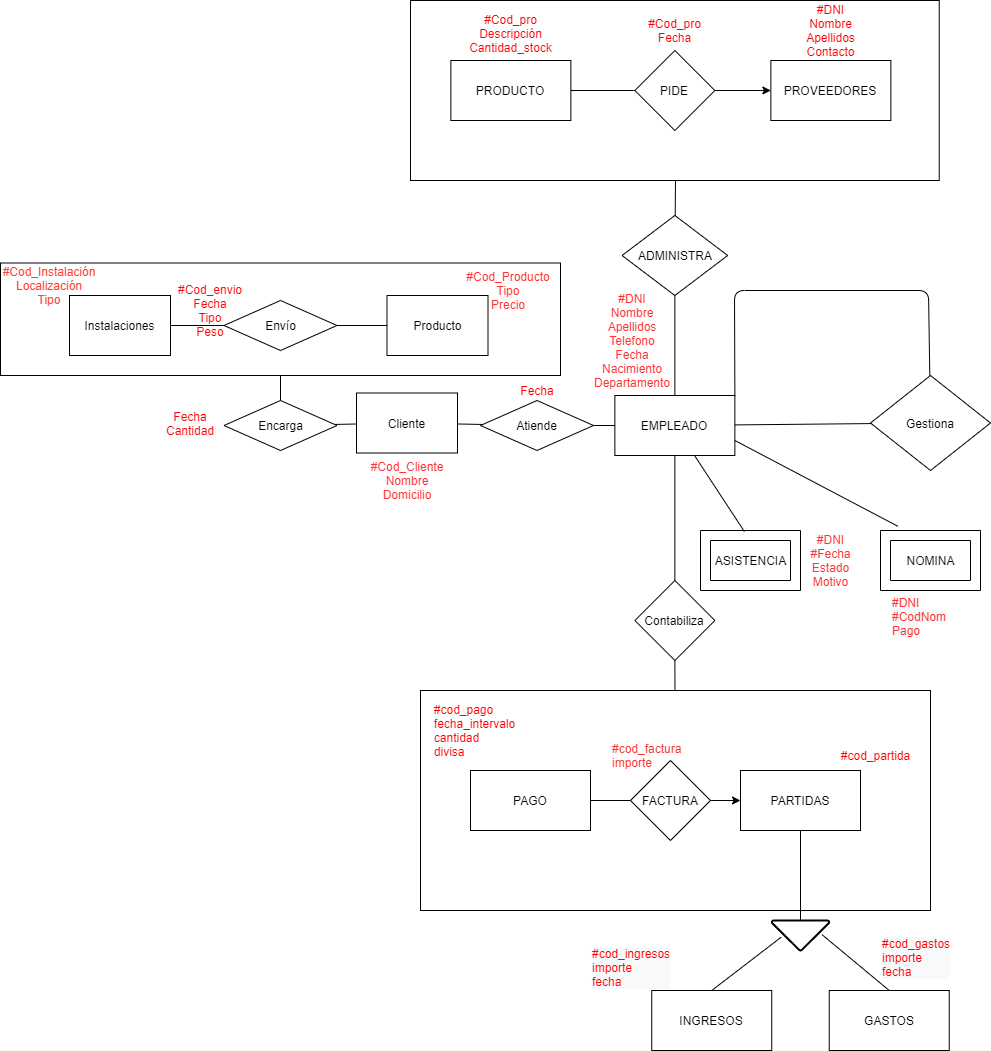 #Cod_pro
Descripción
Cantidad_stock
#Cod_pro
Fecha
#DNI
Nombre
Apellidos
Contacto
PRODUCTO
PIDE
PROVEEDORES
ADMINISTRA
#Cod_Instalación
Localización
Tipo
#Cod_envio
Fecha
Tipo
Peso
#Cod_Producto
Tipo
Precio
Instalaciones
Envío
Producto
#DNI
Nombre
Apellidos
Telefono
Fecha
Nacimiento
Departamento
Fecha
Cantidad
Encarga
Cliente
Fecha
Atiende
EMPLEADO
Gestiona
#Cod_Cliente
Nombre
Domicilio
ASISTENCIA
#DNI
#Fecha
Estado
Motivo
NOMINA
#DNI
#CodNom
Pago
Contabiliza
#cod_pago
fecha_intervalo
cantidad
divisa
#cod_factura
importe
#cod_partida
PAGO
FACTURA
PARTIDAS
#cod_ingresos
importe
fecha
#cod_gastos
importe
fecha
INGRESOS
GASTOS